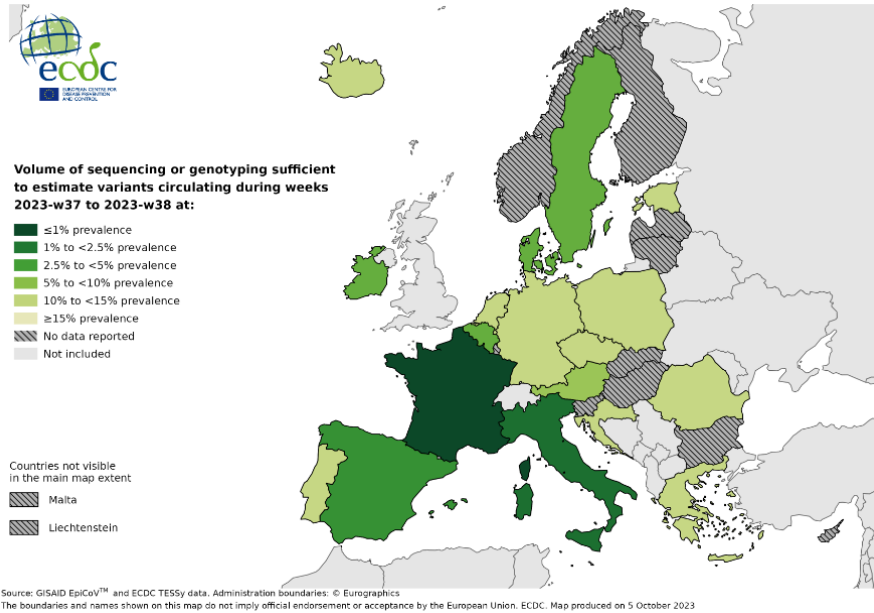 ecdc
EUROPEAN CENTRE FOR
DISEASE PREVENTION
AND CONTROL
Volume of sequencing or genotyping sufficient
to estimate variants circulating during weeks
2023-w37 to 2023-w38 at:
≤1% prevalence
1% to <2.5% prevalence
2.5% to <5% prevalence
5% to <10% prevalence
10% to <15% prevalence
≥15% prevalence
No data reported
Not included
Countries not visible
in the main map extent
Malta
Liechtenstein
Source: GISAID EpiCoV™ and ECDC TESSy data. Administration boundaries: © Eurographics
The boundaries and names shown on this map do not imply official endorsement or acceptance by the European Union. ECDC. Map produced on 5 October 2023